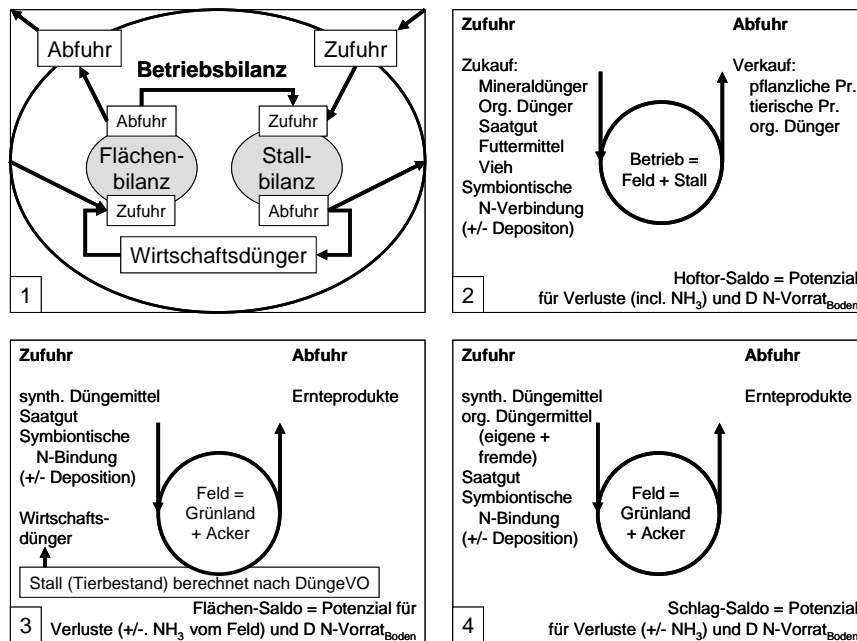 Abfuhr
Zufuhr
Betriebsbilanz
Abfuhr
Zufuhr
Flächen-
bilanz
Stall-
bilanz
Zufuhr
Abfuhr
Wirtschaftsdünger
1
Zufuhr
Abfuhr
Zukauf:
Mineraldünger
Org. Dünger
Saatgut
Futtermittel
Vieh
Symbiontische
N-Verbindung
(+/- Depositon)
Verkauf:
pflanzliche Pr.
tierische Pr.
org. Dünger
Betrieb =
Feld + Stall
Hoftor-Saldo = Potenzial
für Verluste (incl. NH3) und D N-VorratBoden
2
Zufuhr
Abfuhr
synth. Düngemittel
Saatgut
Symbiontische
N-Bindung
(+/- Deposition)
Wirtschafts-
dünger
Ernteprodukte
Feld =
Grünland
+ Acker
Stall (Tierbestand) berechnet nach DüngeVO
Flächen-Saldo = Potenzial für
Verluste (+/-. NH3 vom Feld) und D N-VorratBoden
3
Zufuhr
Abfuhr
synth. Düngemittel
org. Düngermittel
(eigene +
fremde)
Saatgut
Symbiontische
N-Bindung
(+/- Deposition)
Ernteprodukte
Feld =
Grünland
+ Acker
Schlag-Saldo = Potenzial
für Verluste (+/- NH3) und D N-VorratBoden
4